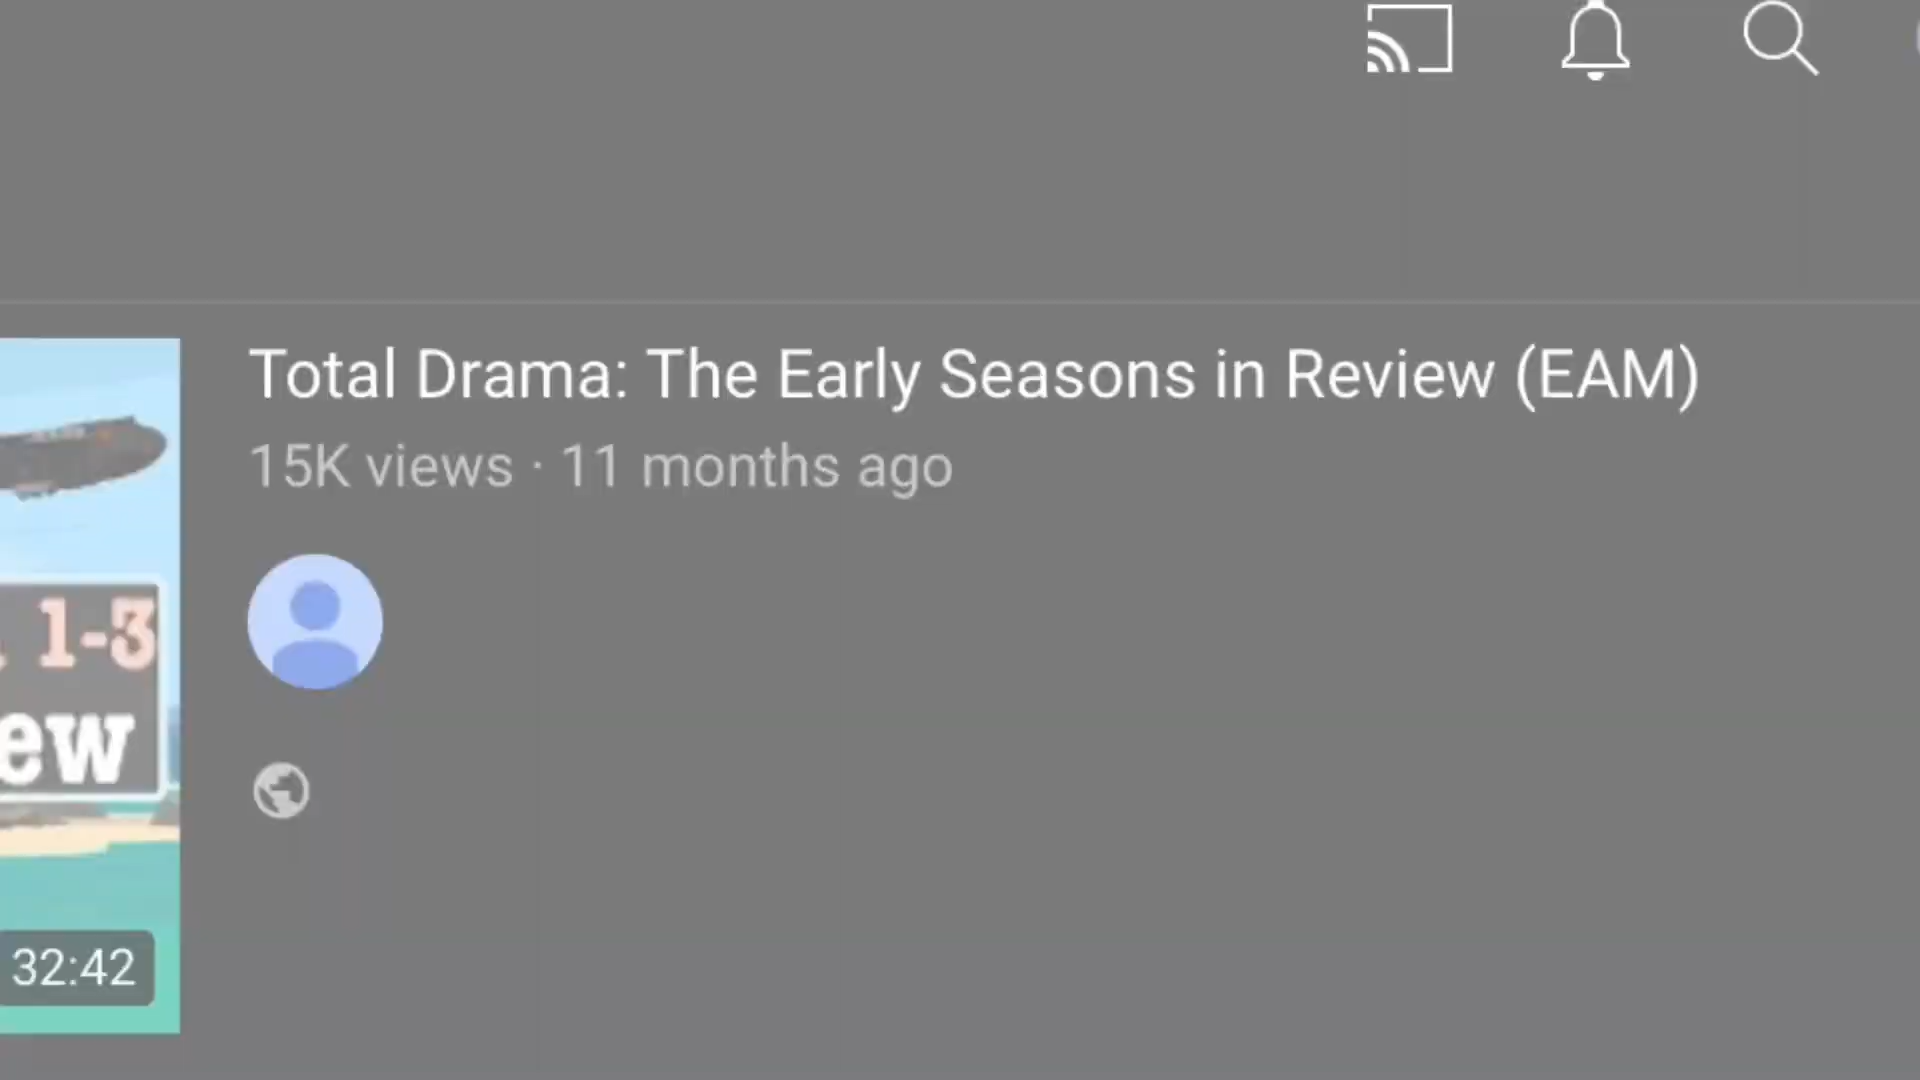 Total Drama: The Early Seasons in Review (EAM)
15K views · 11 months ago
1-3
ew
32:42